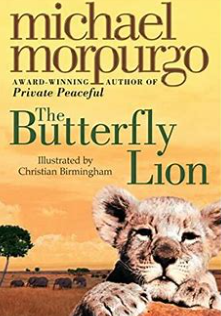 michael
morpurgo
AWARD-WINNING AUTHOR OF
Private Peaceful
The
Butterfly
Illustrated by
Christian Birmingham
Lion